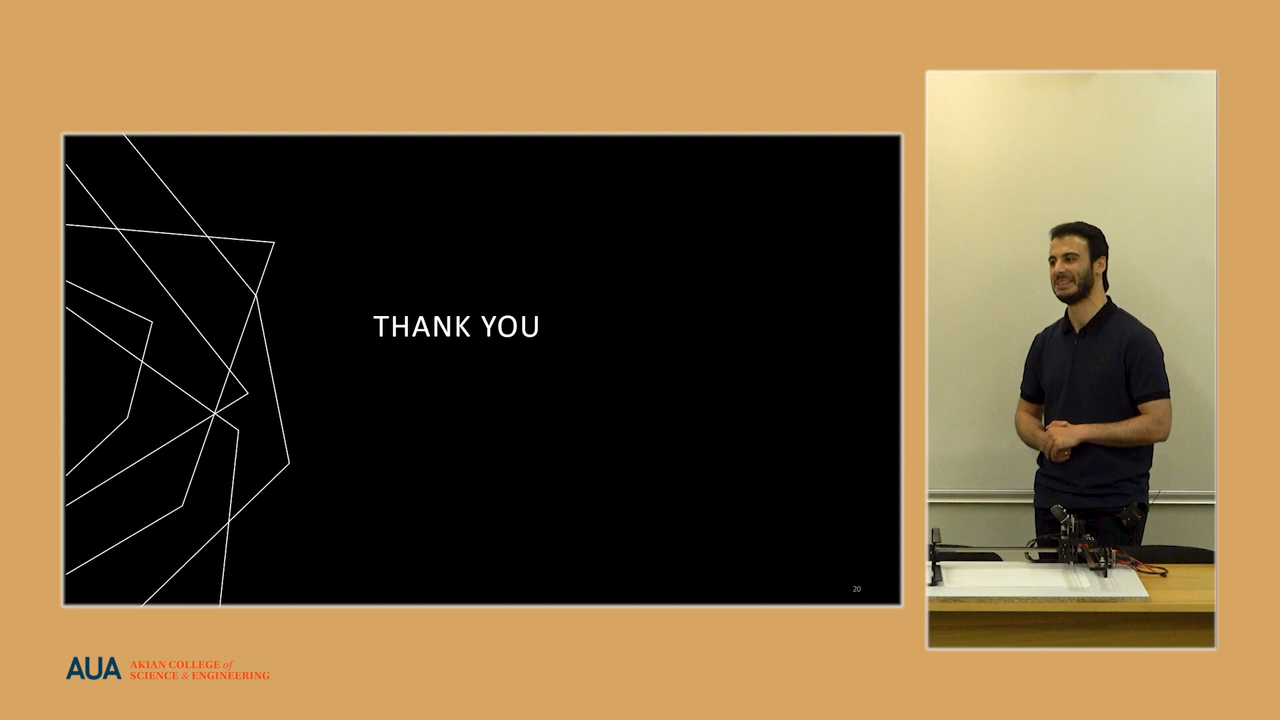 THANK YOU
20
AUA
AKIAN COLLEGE of
SCIENCE & ENGINEERING